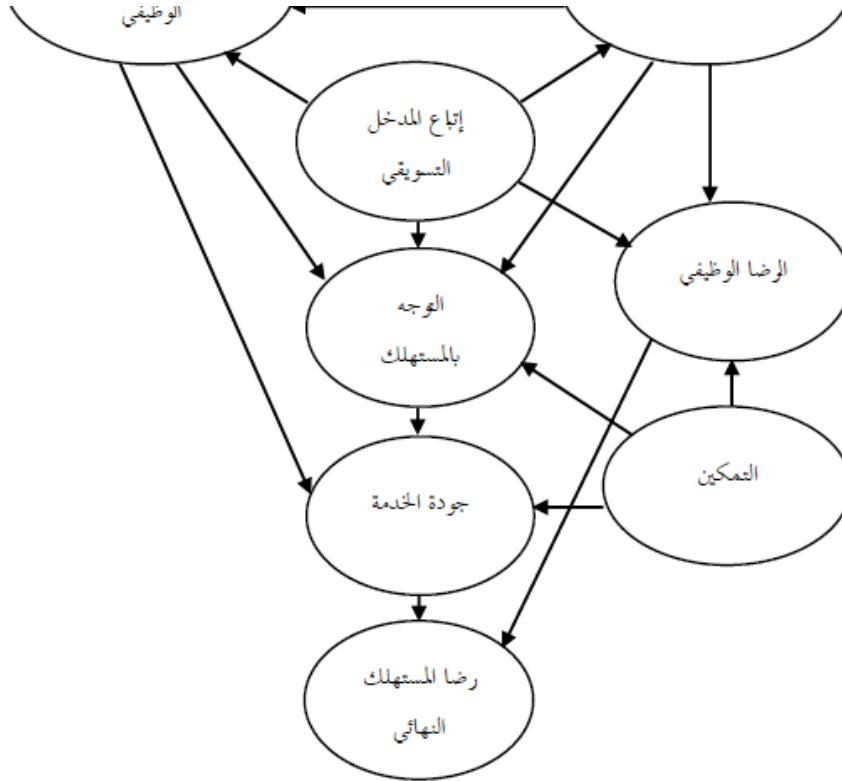 الوظيفي
إتباع المدخل
التسويقي
الرضا الوظيفي
التوجه
بالمستهلك
التمكين
جودة الخدمة
رضا المستهلك
النهائي